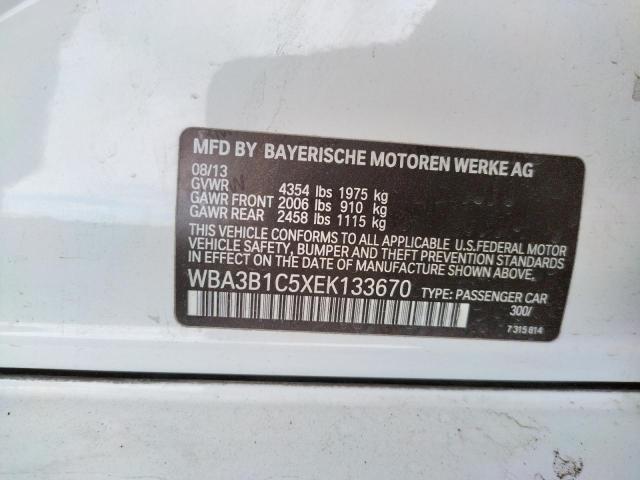 MFD BY BAYERISCHE MOTOREN WERKE AG
08/13
GVWR 4354 lbs 1975 kg
GAWR FRONT 2006 lbs 910 kg
GAWR REAR 2458 lbs 1115 kg
THIS VEHICLE CONFORMS TO ALL APPLICABLE U.S.FEDERAL MOTOR
VEHICLE SAFETY, BUMPER AND THEFT PREVENTION STANDARDS
IN EFFECT ON THE DATE OF MANUFACTURE SHOWN ABOVE.
WBA3B1C5XEK133670 TYPE: PASSENGER CAR
300/
7315814